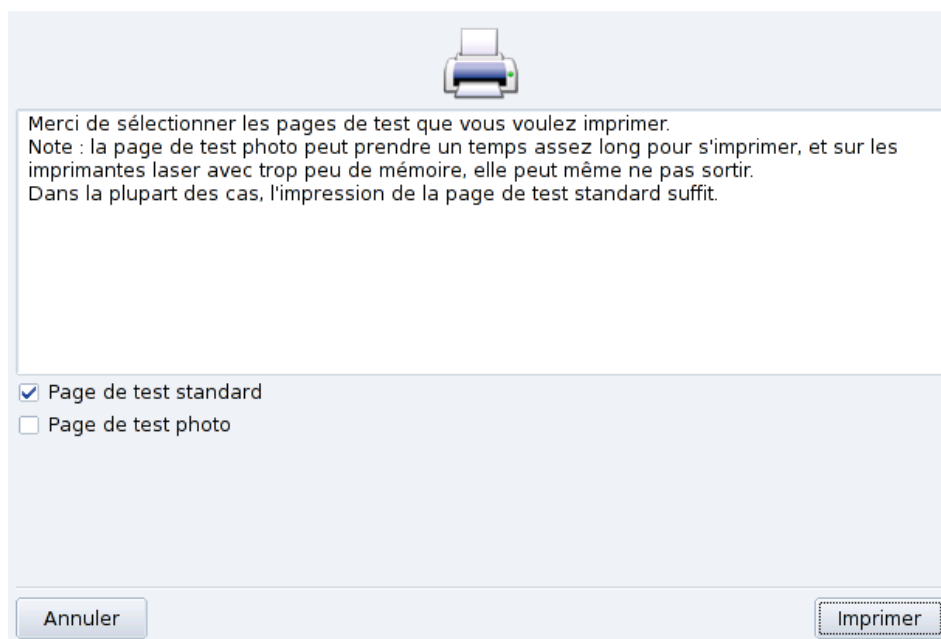 Merci de sélectionner les pages de test que vous voulez imprimer.
Note : la page de test photo peut prendre un temps assez long pour s'imprimer, et sur les
imprimantes laser avec trop peu de mémoire, elle peut même ne pas sortir.
Dans la plupart des cas, l'impression de la page de test standard suffit.
Page de test standard
Page de test photo
Annuler
Imprimer